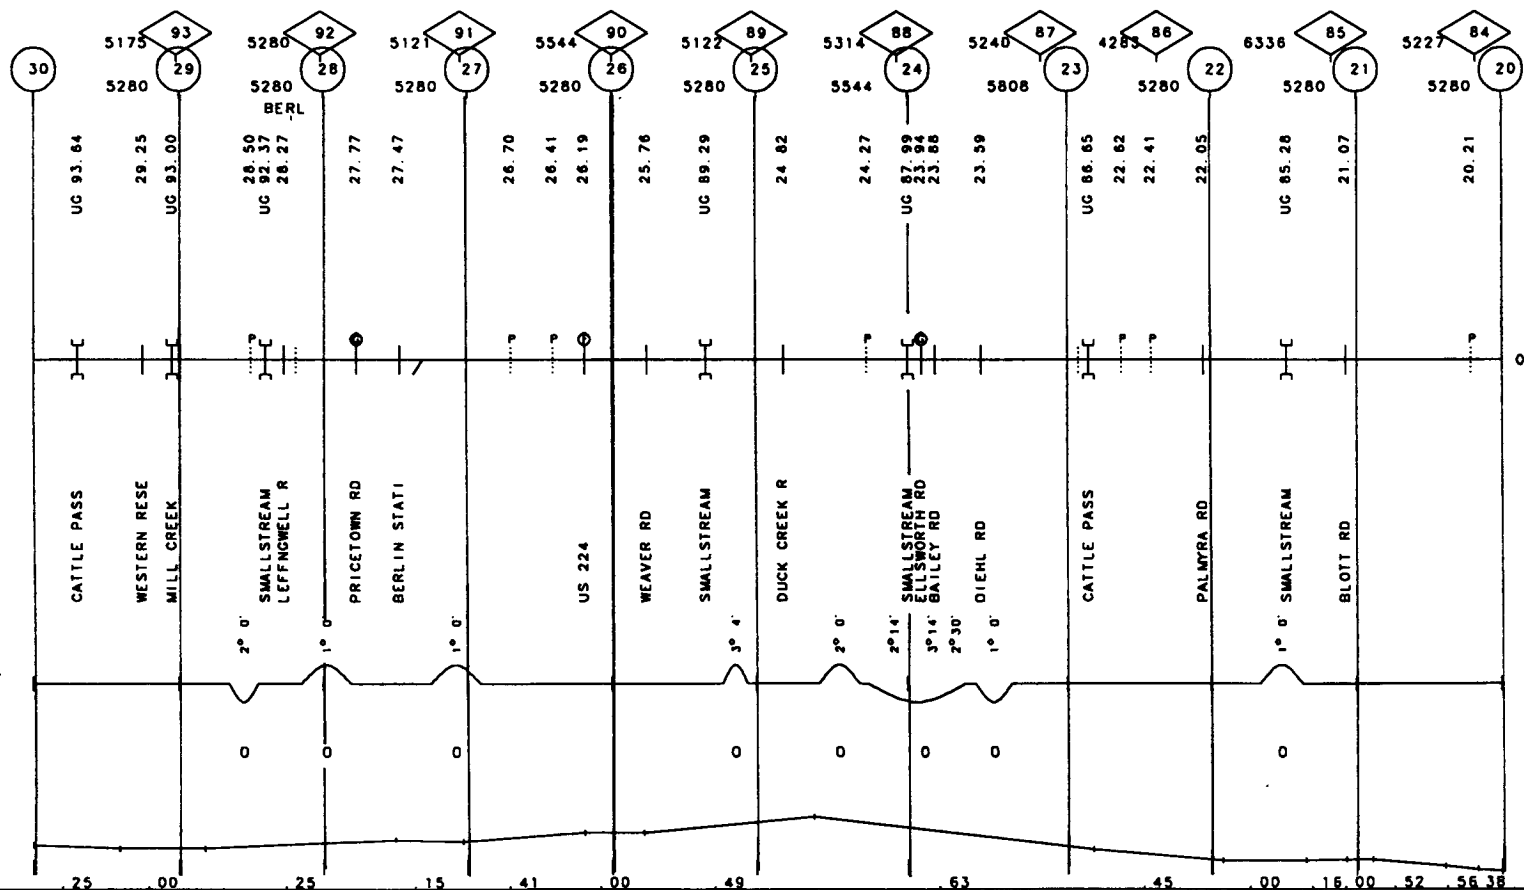 93 92 91 90 89 88 87 86 85 84
5175 5280 5121 5544 5122 5314 5240 4283 6336 5227
30 29 28 27 26 25 24 23 22 21 20
5280 5280 5280 5280 5280 5544 5808 5280 5280 5280
BERL
UG 93.64
29.25
UG 93.00
28.50
UG 92.37
28.27
27.77
27.47
26.70
26.41
26.19
25.76
UG 89.29
24.82
24.27
UG 87.99
23.94
23.88
23.59
UG 86.65
22.62
22.41
22.05
UG 85.28
21.07
20.21
P P P P P P P
0
CATTLE PASS
WESTERN RESE
MILL CREEK
SMALLSTREAM
LEFFNGWELL R
PRICETOWN RD
BERLIN STATI
US 224
WEAVER RD
SMALLSTREAM
DUCK CREEK R
SMALLSTREAM
ELLSWORTH RD
BAILEY RD
DIEHL RD
CATTLE PASS
PALMYRA RD
SMALLSTREAM
BLOTT RD
2° 0'
1° 0'
1° 0'
3° 4'
2° 0'
2°14'
3°14'
2°30'
1° 0'
1° 0'
0 0 0 0 0 0 0 0
.25 .00 .25 .15 .41 .00 .49 .63 .45 .00 .16 .00 .52 .56 .38